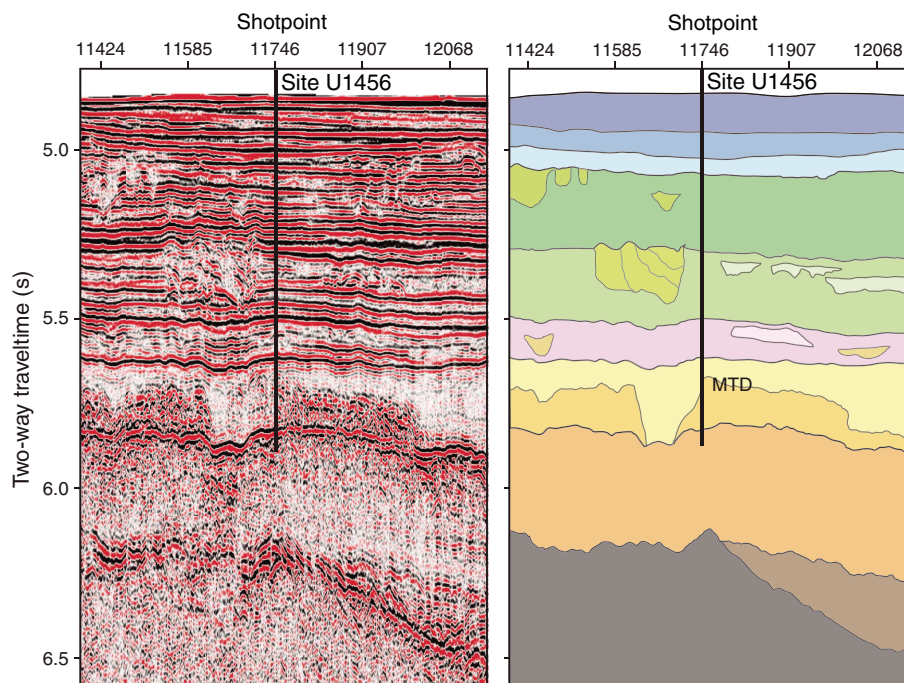 Shotpoint
11424 11585 11746 11907 12068
Site U1456
5.0
5.5
6.0
6.5
Two-way traveltime (s)
Shotpoint
11424 11585 11746 11907 12068
Site U1456
MTD